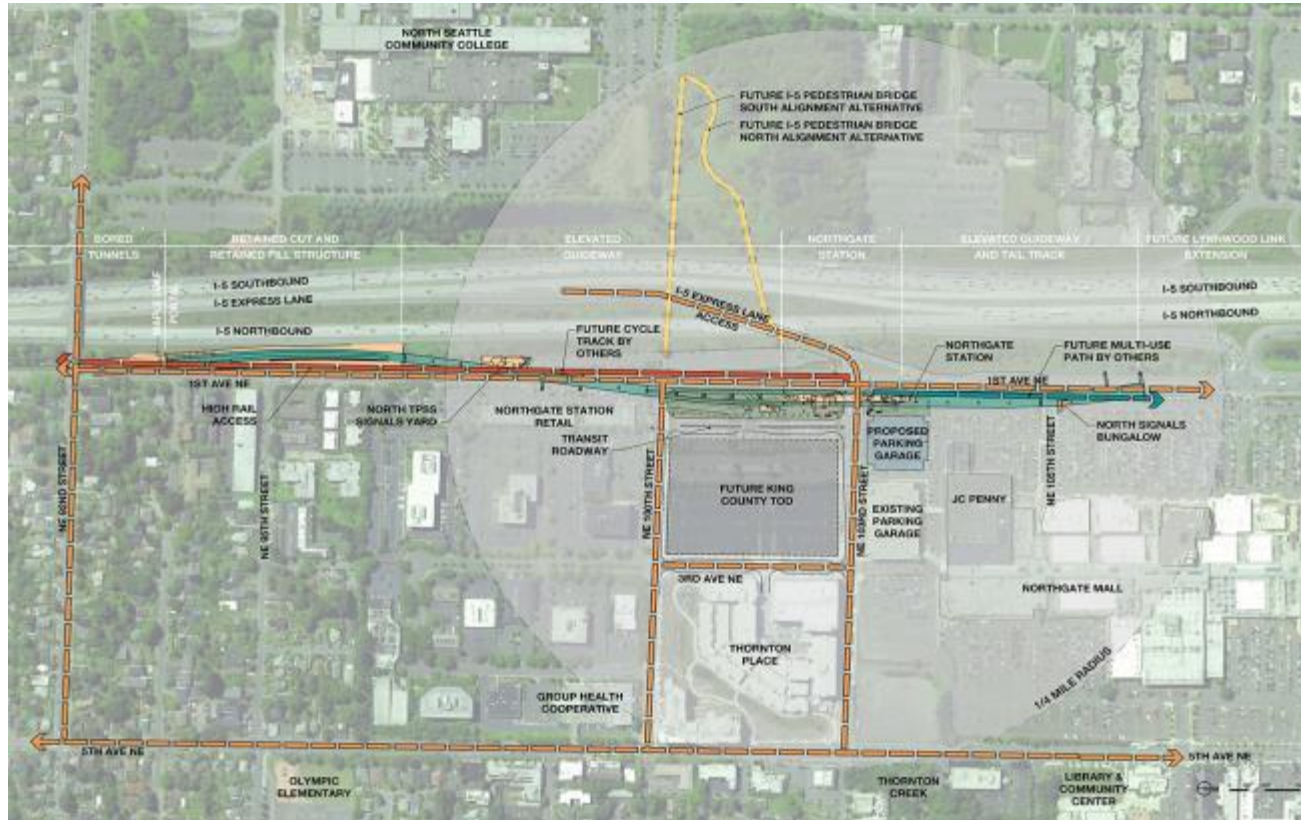 NORTH SEATTLE
COMMUNITY COLLEGE
FUTURE I-5 PEDESTRIAN BRIDGE
SOUTH ALIGNMENT ALTERNATIVE
FUTURE I-5 PEDESTRIAN BRIDGE
NORTH ALIGNMENT ALTERNATIVE
BORED
TUNNELS
RETAINED CUT AND
RETAINED FILL STRUCTURE
ELEVATED
GUIDEWAY
NORTHGATE
STATION
ELEVATED GUIDEWAY
AND TAIL TRACK
FUTURE LYNNWOOD LINK
EXTENSION
MAPLE LEAF
PORTAL
I-5 SOUTHBOUND
I-5 EXPRESS LANE
I-5 NORTHBOUND
I-5 EXPRESS LANE
ACCESS
I-5 SOUTHBOUND
I-5 NORTHBOUND
FUTURE CYCLE
TRACK BY
OTHERS
NORTHGATE
STATION
FUTURE MULTI-USE
PATH BY OTHERS
1ST AVE NE
1ST AVE NE
HIGH RAIL
ACCESS
NORTH TPSS
SIGNALS YARD
NORTHGATE STATION
RETAIL
TRANSIT
ROADWAY
PROPOSED
PARKING
GARAGE
NORTH SIGNALS
BUNGALOW
NE 92ND STREET
NE 95TH STREET
NE 100TH STREET
FUTURE KING
COUNTY TOD
NE 103RD STREET
EXISTING
PARKING
GARAGE
JC PENNY
NE 105TH STREET
3RD AVE NE
NORTHGATE MALL
THORNTON
PLACE
1/4 MILE RADIUS
GROUP HEALTH
COOPERATIVE
5TH AVE NE
5TH AVE NE
OLYMPIC
ELEMENTARY
THORNTON
CREEK
LIBRARY &
COMMUNITY
CENTER